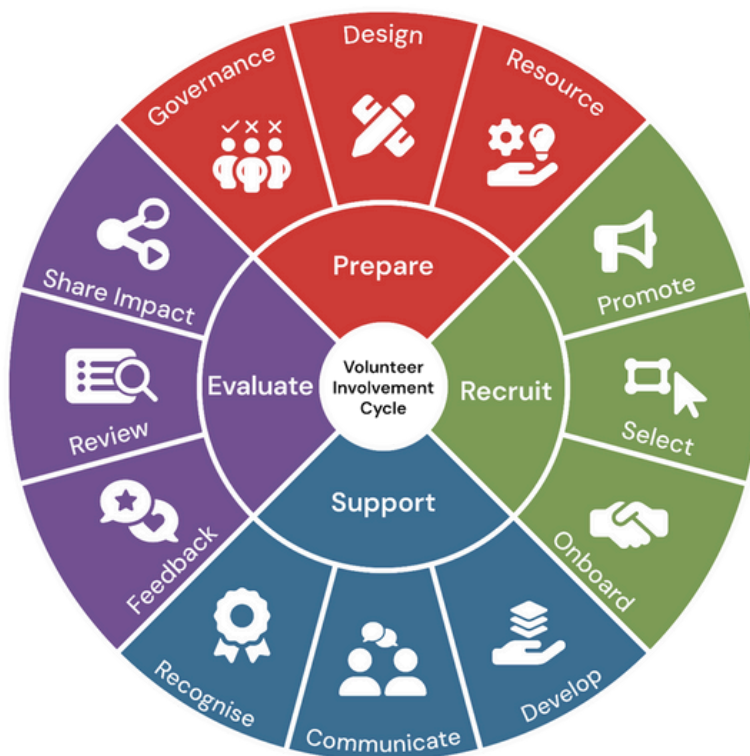 Governance
Design
Resource
Prepare
Share Impact
Promote
Volunteer
Involvement
Cycle
Evaluate
Recruit
Review
Select
Support
Feedback
Onboard
Recognise
Communicate
Develop